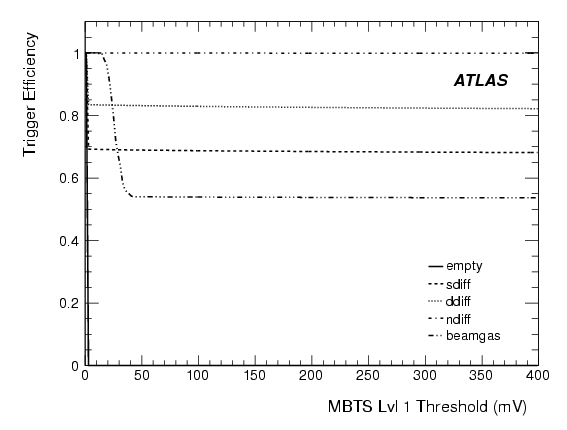 Trigger Efficiency
1
0.8
0.6
0.4
0.2
0
ATLAS
empty
sdiff
ddiff
ndiff
beamgas
0 50 100 150 200 250 300 350 400
MBTS Lvl 1 Threshold (mV)